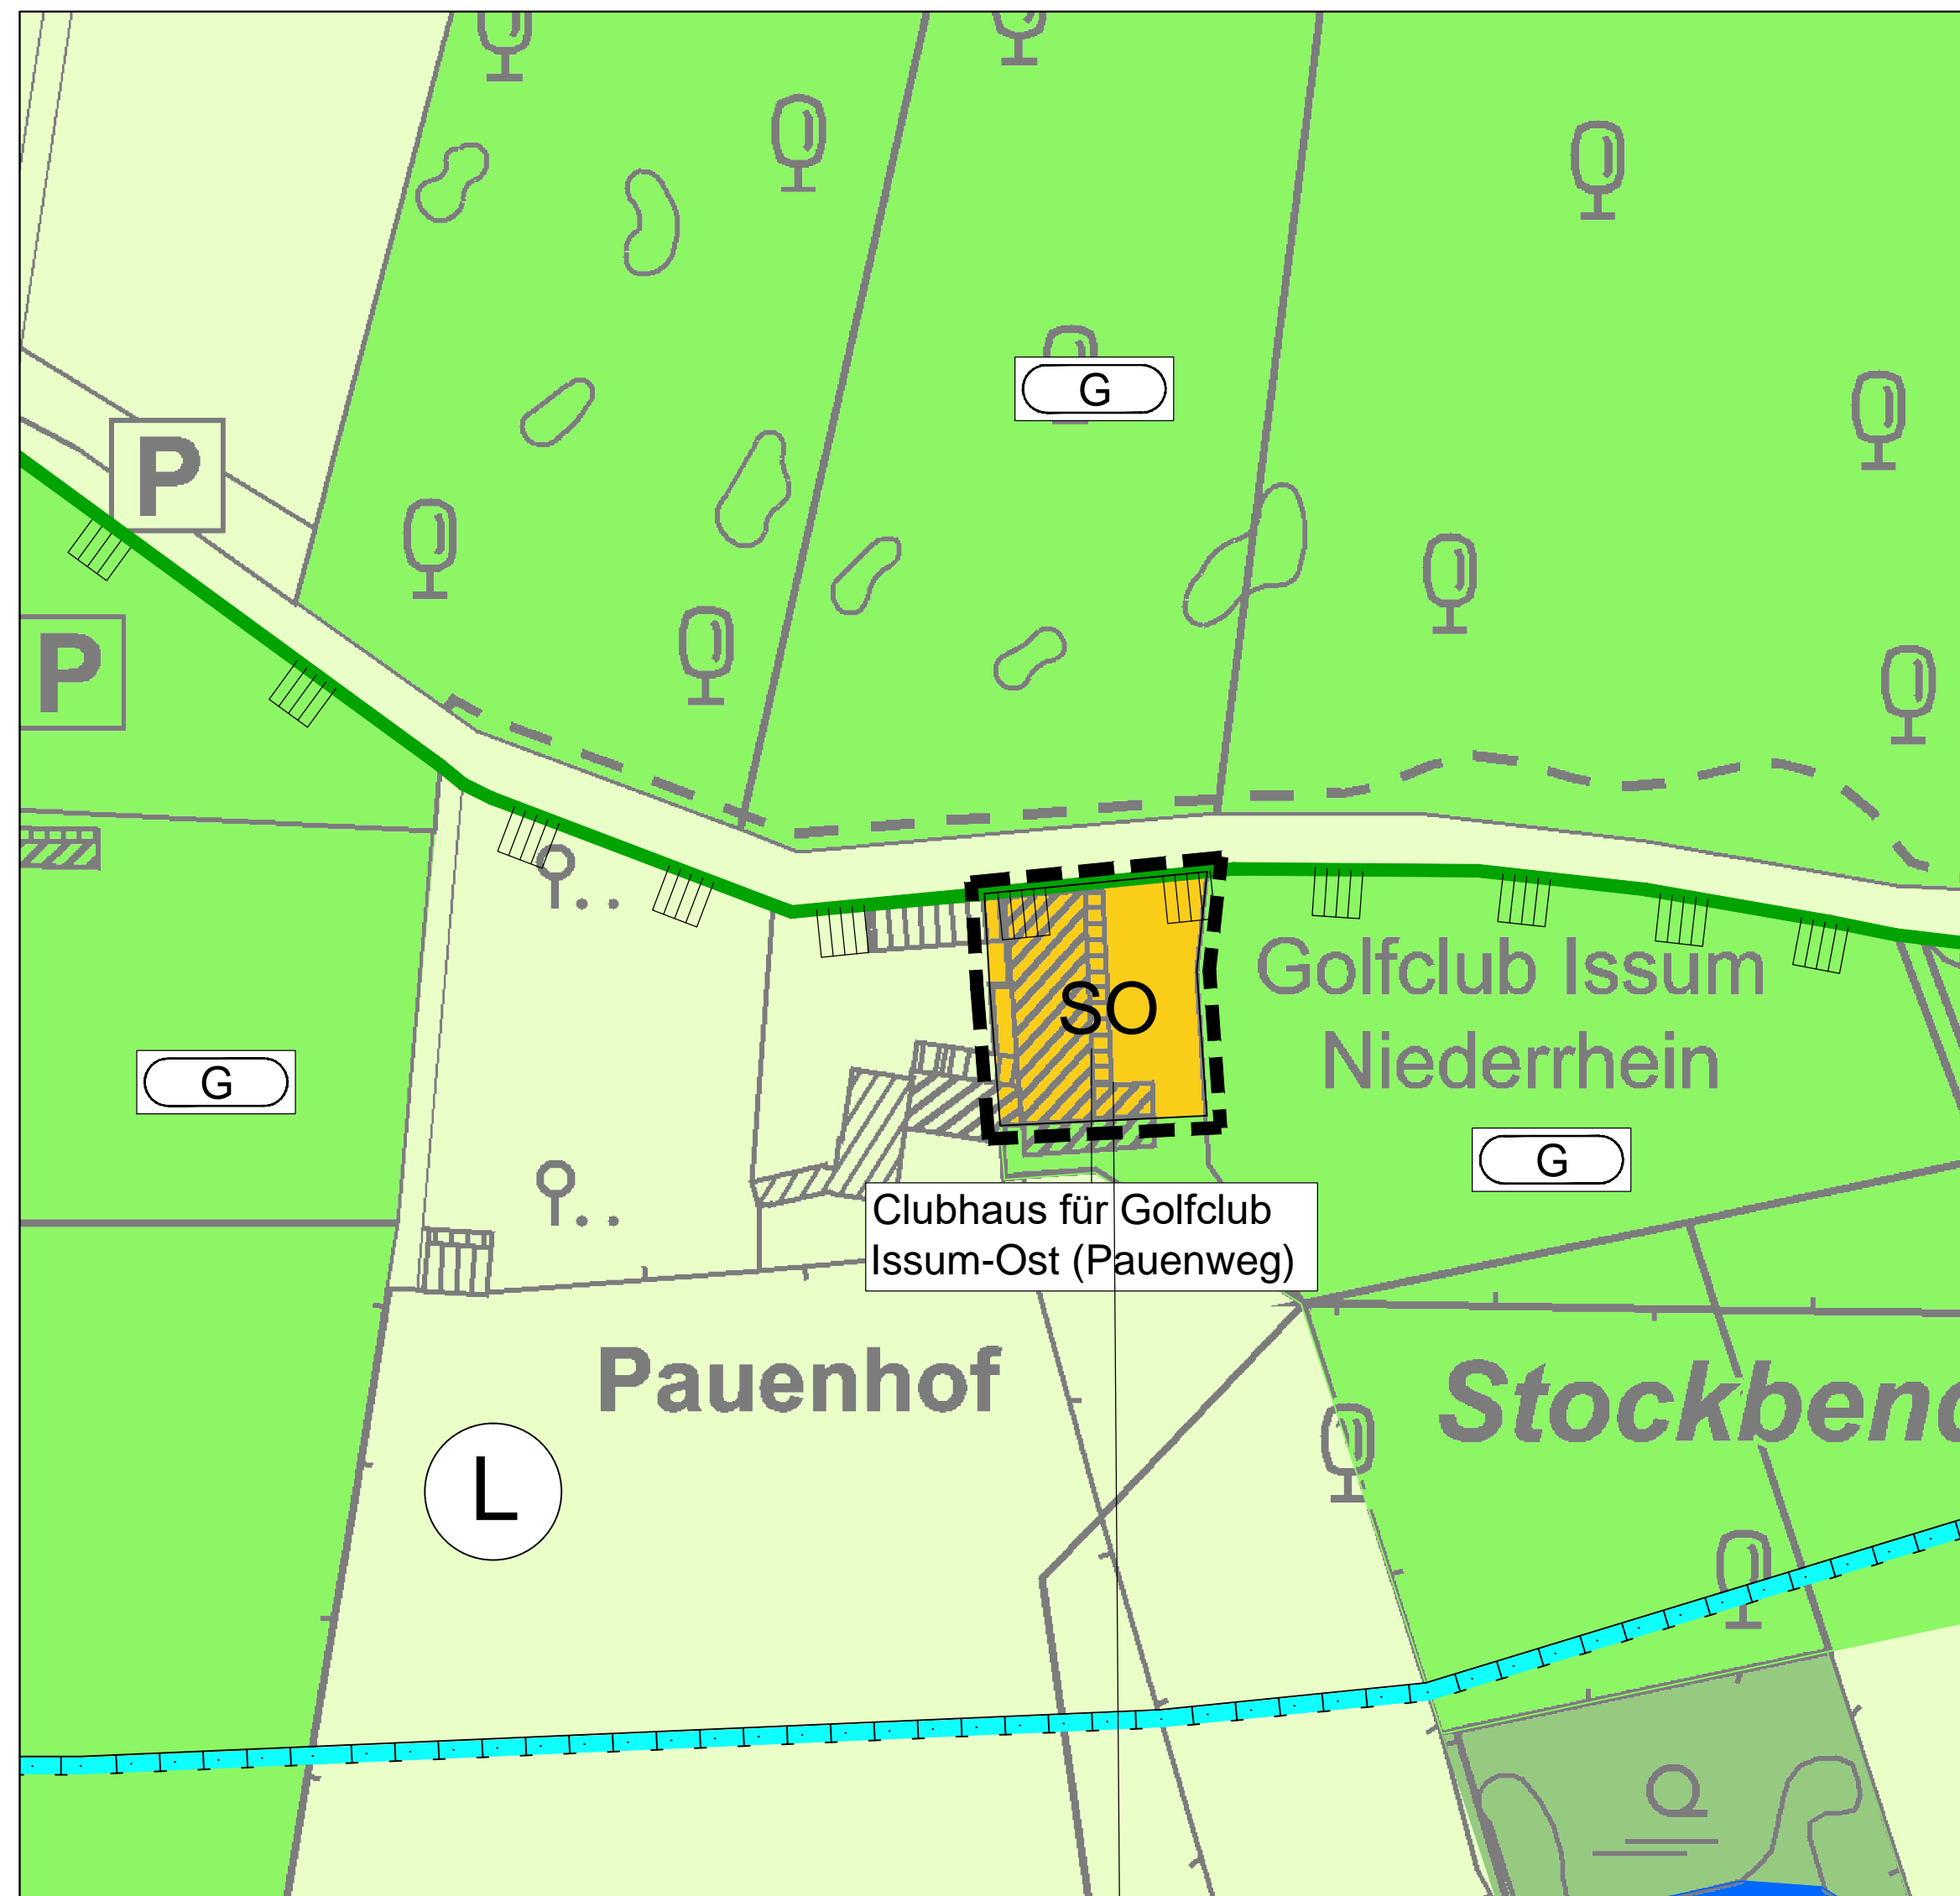 G
P
P
SO
Golfclub Issum
Niederrhein
G
G
Clubhaus für Golfclub
Issum-Ost (Pauenweg)
Pauenhof
L